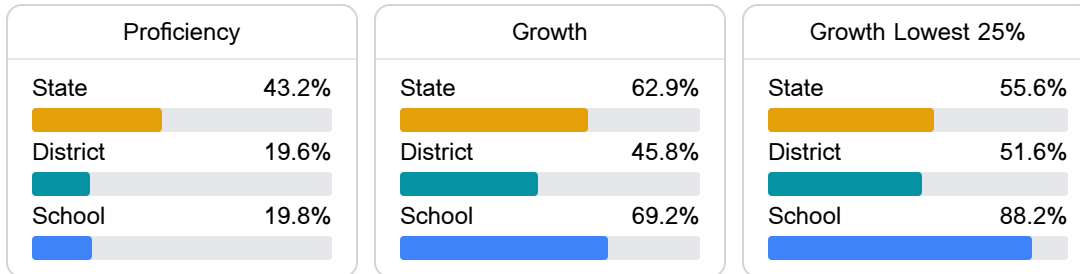 Proficiency
State 43.2%
District 19.6%
School 19.8%
Growth
State 62.9%
District 45.8%
School 69.2%
Growth Lowest 25%
State 55.6%
District 51.6%
School 88.2%